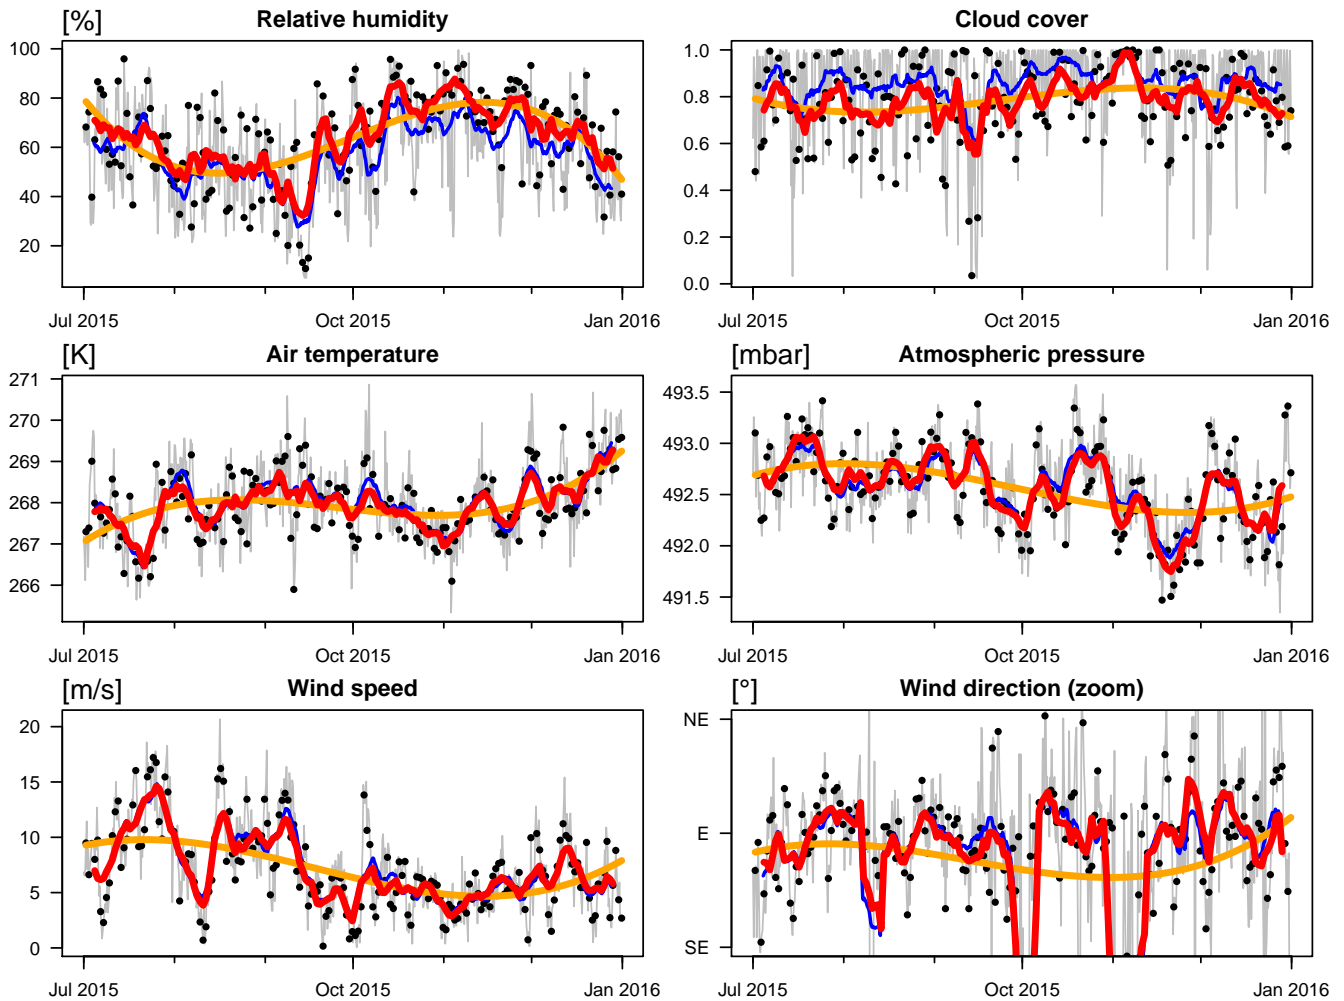 [%] Relative humidity
100
80
60
40
20
Jul 2015 Oct 2015 Jan 2016
Cloud cover
1.0
0.8
0.6
0.4
0.2
0.0
Jul 2015 Oct 2015 Jan 2016
[K] Air temperature
271
270
269
268
267
266
Jul 2015 Oct 2015 Jan 2016
[mbar] Atmospheric pressure
493.5
493.0
492.5
492.0
491.5
Jul 2015 Oct 2015 Jan 2016
[m/s] Wind speed
20
15
10
5
0
Jul 2015 Oct 2015 Jan 2016
[°] Wind direction (zoom)
NE
E
SE
Jul 2015 Oct 2015 Jan 2016